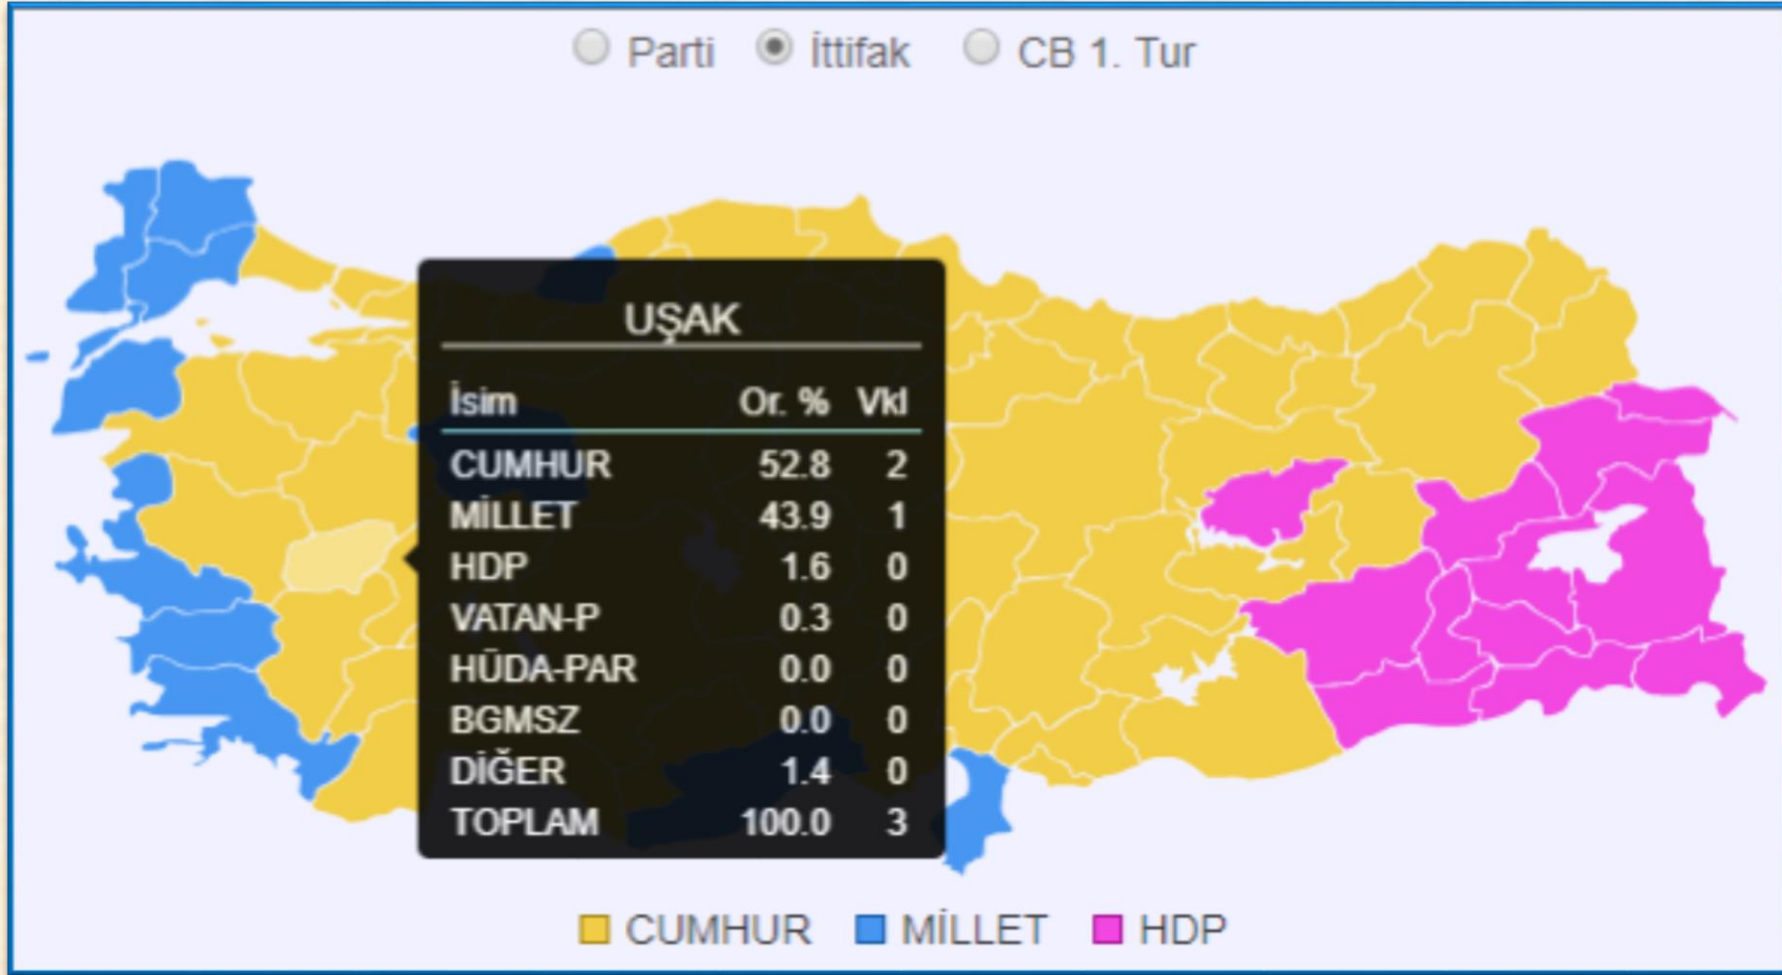 Parti İttifak CB 1. Tur
UŞAK
İsim Or. % Vkl
CUMHUR 52.8 2
MİLLET 43.9 1
HDP 1.6 0
VATAN-P 0.3 0
HÜDA-PAR 0.0 0
BGMSZ 0.0 0
DİĞER 1.4 0
TOPLAM 100.0 3
CUMHUR MİLLET HDP